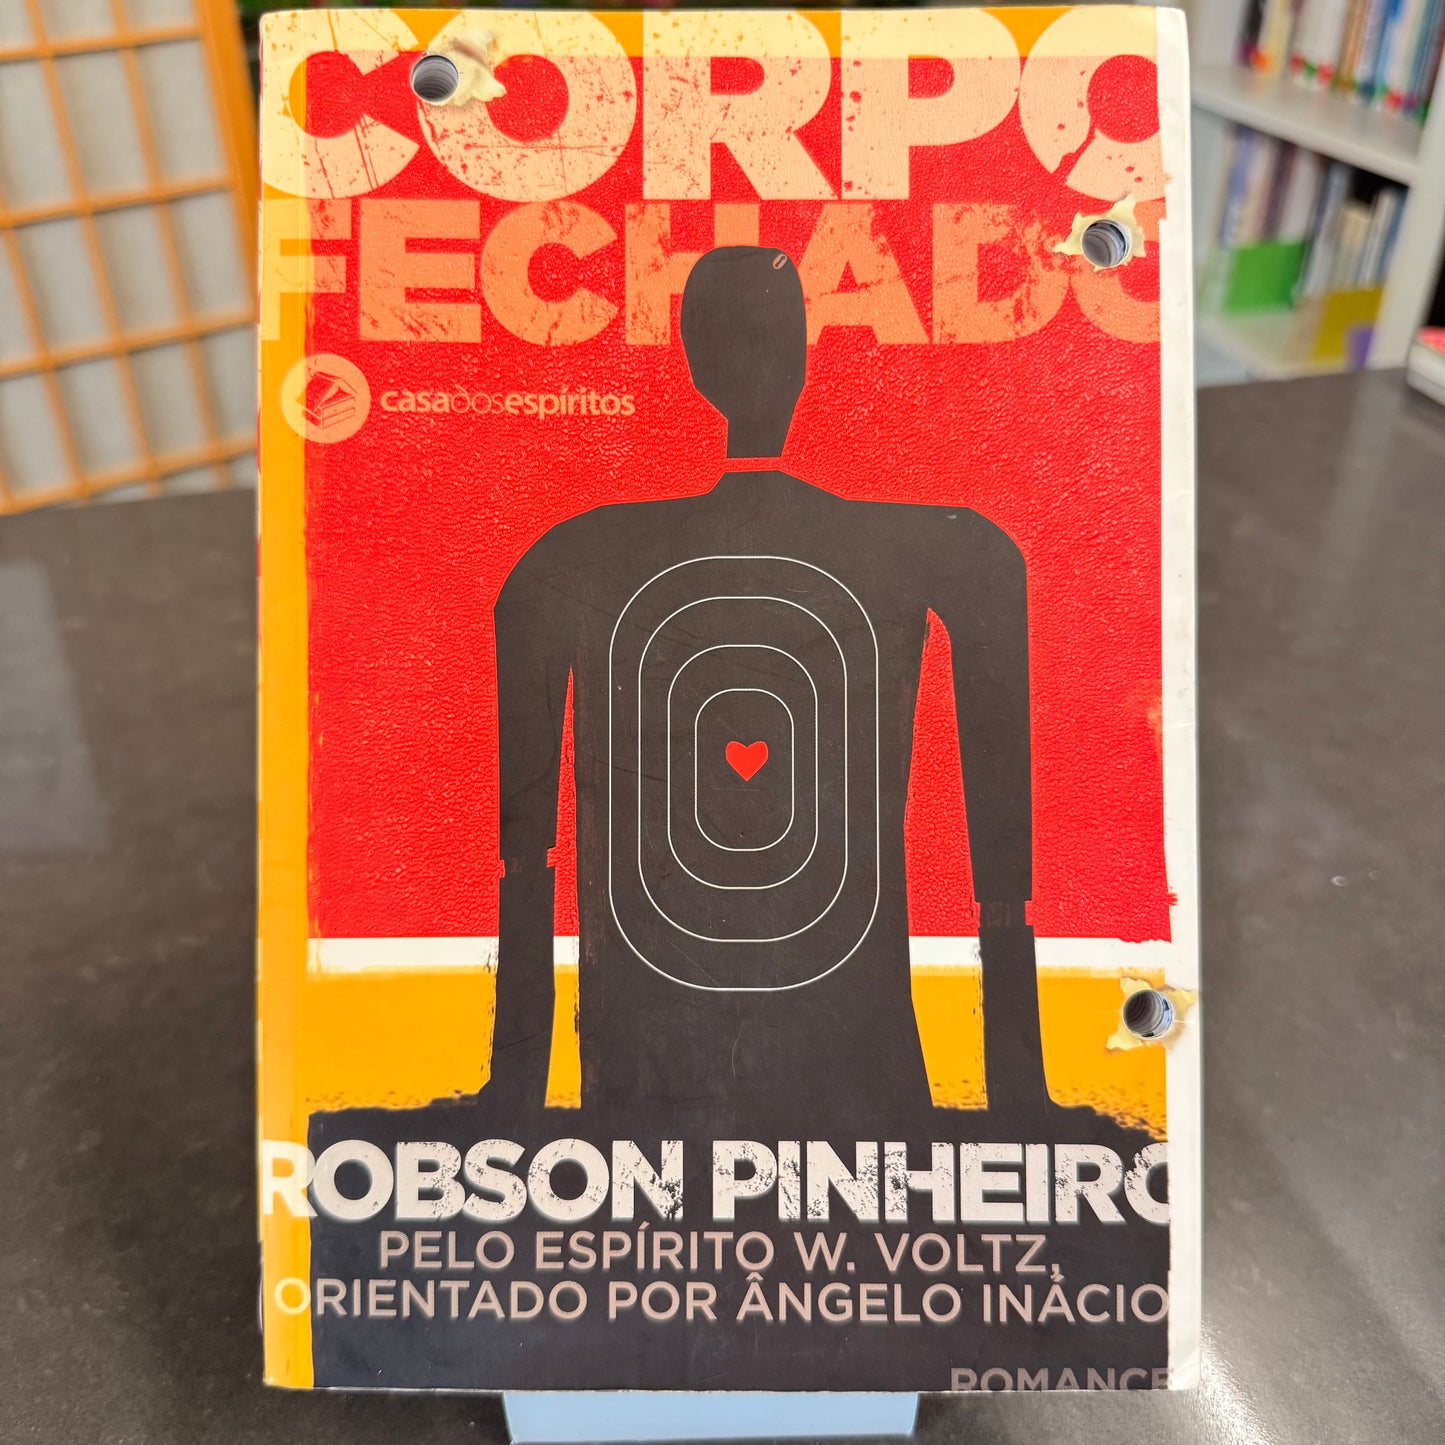 CORPO
FECHADO
casadosespíritos
ROBSON PINHEIRO
PELO ESPÍRITO W. VOLTZ,
ORIENTADO POR ÂNGELO INÁCIO
ROMANCE